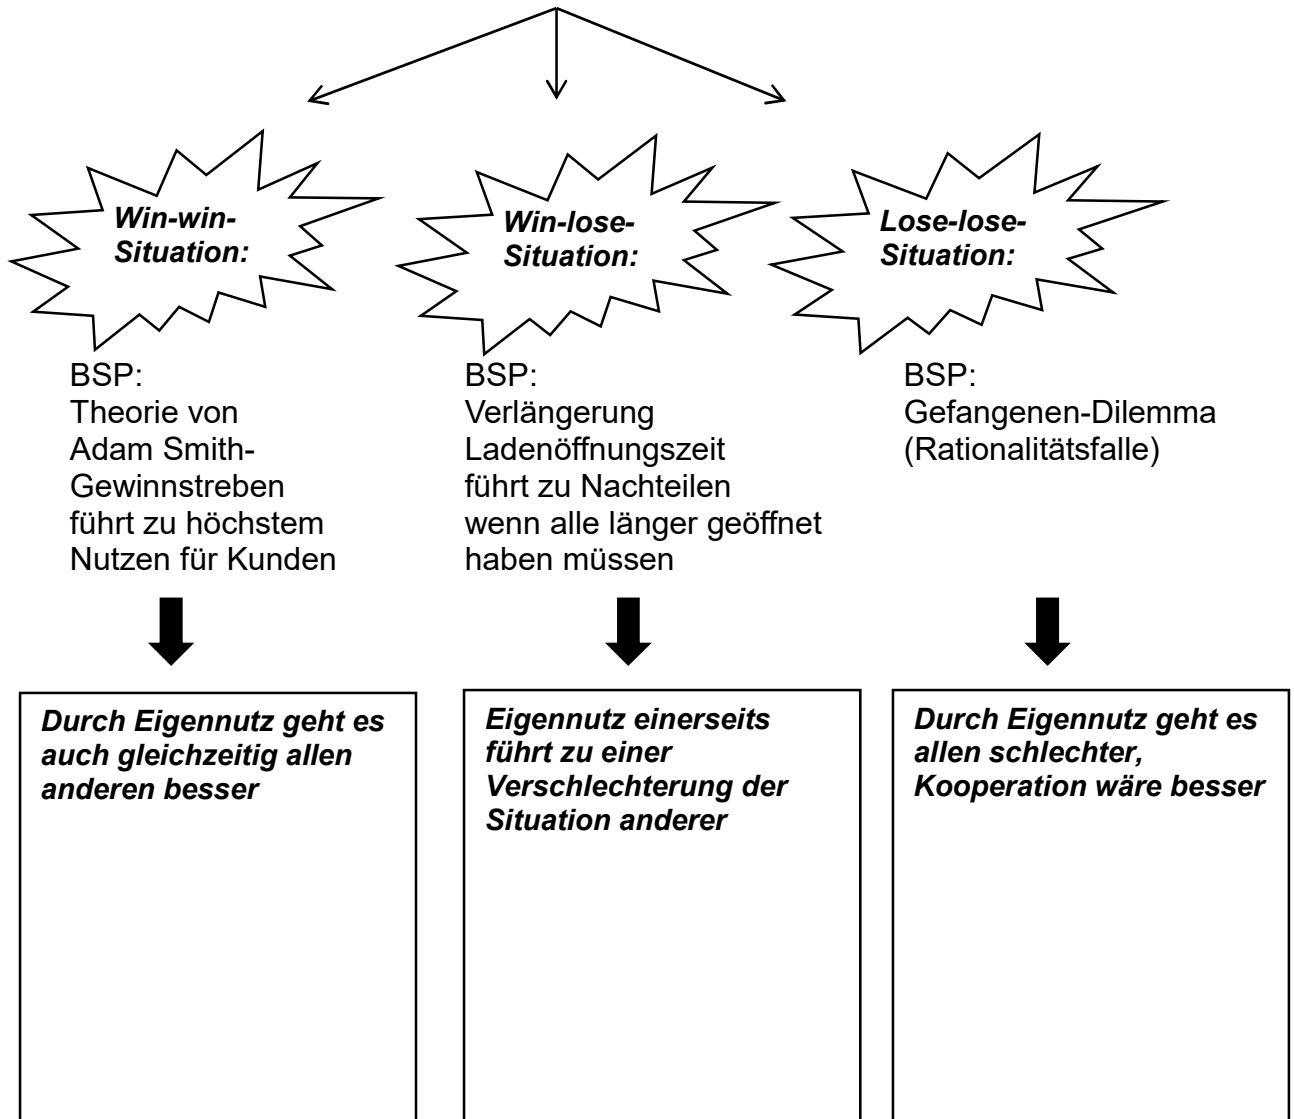 Win-win-
Situation:
BSP:
Theorie von
Adam Smith-
Gewinnstreben
führt zu höchstem
Nutzen für Kunden
Durch Eigennutz geht es
auch gleichzeitig allen
anderen besser
Win-lose-
Situation:
BSP:
Verlängerung
Ladenöffnungszeit
führt zu Nachteilen
wenn alle länger geöffnet
haben müssen
Eigennutz einerseits
führt zu einer
Verschlechterung der
Situation anderer
Lose-lose-
Situation:
BSP:
Gefangenen-Dilemma
(Rationalitätsfalle)
Durch Eigennutz geht es
allen schlechter,
Kooperation wäre besser